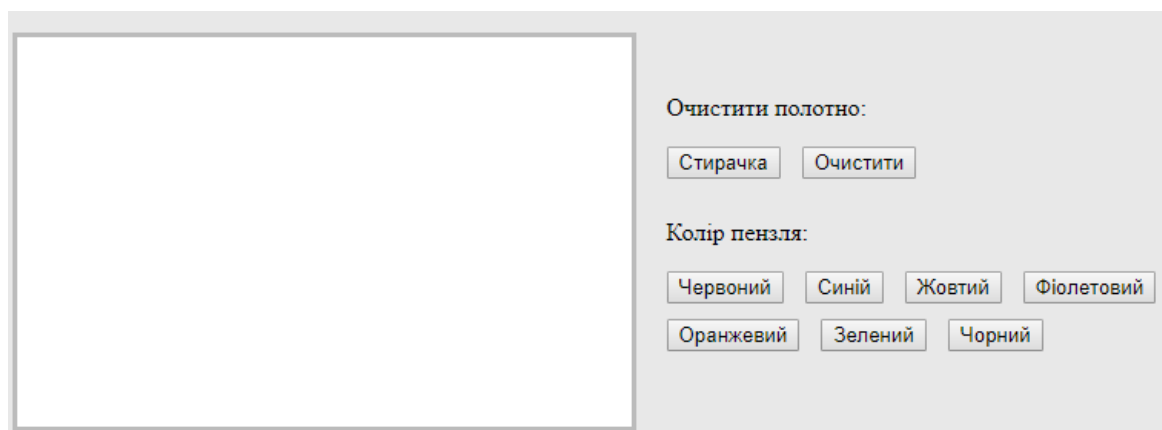 Очистити полотно:
Стирачка Очистити
Колір пензля:
Червоний Синій Жовтий Фіолетовий
Оранжевий Зелений Чорний